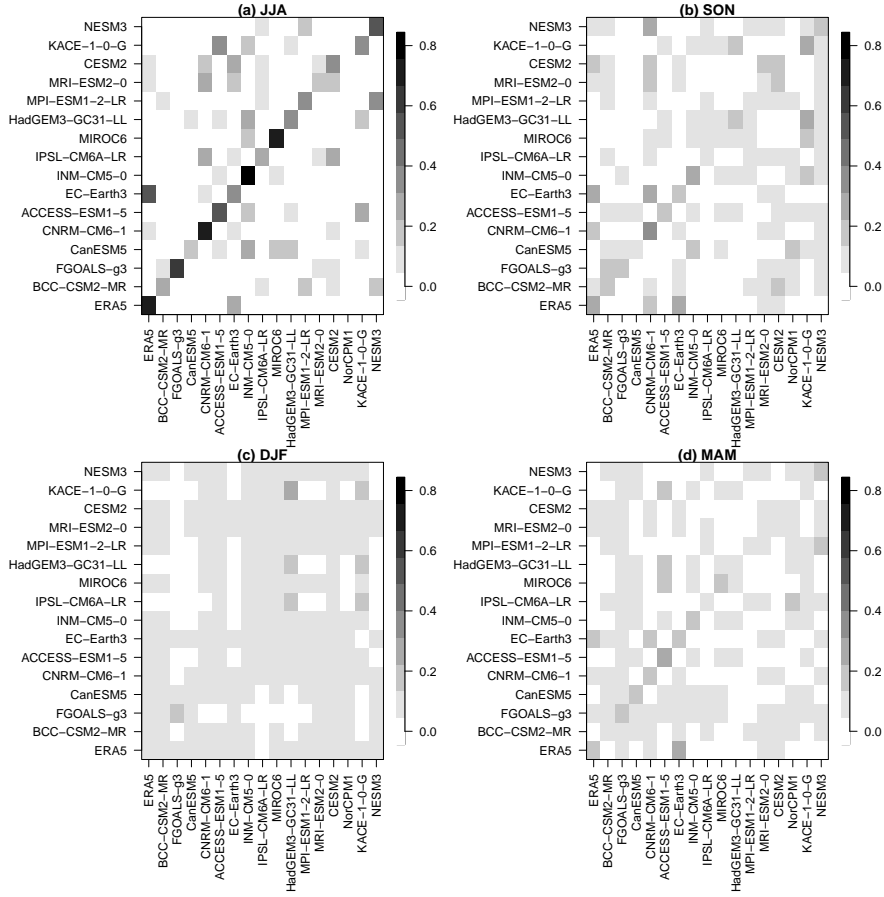 (a) JJA
NESM3
KACE−1−0−G
CESM2
MRI−ESM2−0
MPI−ESM1−2−LR
HadGEM3−GC31−LL
MIROC6
IPSL−CM6A−LR
INM−CM5−0
EC−Earth3
ACCESS−ESM1−5
CNRM−CM6−1
CanESM5
FGOALS−g3
BCC−CSM2−MR
ERA5
ERA5
BCC−CSM2−MR
FGOALS−g3
CanESM5
CNRM−CM6−1
ACCESS−ESM1−5
EC−Earth3
INM−CM5−0
IPSL−CM6A−LR
MIROC6
HadGEM3−GC31−LL
MPI−ESM1−2−LR
MRI−ESM2−0
CESM2
NorCPM1
KACE−1−0−G
NESM3
0.8
0.6
0.4
0.2
0.0
(b) SON
NESM3
KACE−1−0−G
CESM2
MRI−ESM2−0
MPI−ESM1−2−LR
HadGEM3−GC31−LL
MIROC6
IPSL−CM6A−LR
INM−CM5−0
EC−Earth3
ACCESS−ESM1−5
CNRM−CM6−1
CanESM5
FGOALS−g3
BCC−CSM2−MR
ERA5
ERA5
BCC−CSM2−MR
FGOALS−g3
CanESM5
CNRM−CM6−1
ACCESS−ESM1−5
EC−Earth3
INM−CM5−0
IPSL−CM6A−LR
MIROC6
HadGEM3−GC31−LL
MPI−ESM1−2−LR
MRI−ESM2−0
CESM2
NorCPM1
KACE−1−0−G
NESM3
0.8
0.6
0.4
0.2
0.0
(c) DJF
NESM3
KACE−1−0−G
CESM2
MRI−ESM2−0
MPI−ESM1−2−LR
HadGEM3−GC31−LL
MIROC6
IPSL−CM6A−LR
INM−CM5−0
EC−Earth3
ACCESS−ESM1−5
CNRM−CM6−1
CanESM5
FGOALS−g3
BCC−CSM2−MR
ERA5
ERA5
BCC−CSM2−MR
FGOALS−g3
CanESM5
CNRM−CM6−1
ACCESS−ESM1−5
EC−Earth3
INM−CM5−0
IPSL−CM6A−LR
MIROC6
HadGEM3−GC31−LL
MPI−ESM1−2−LR
MRI−ESM2−0
CESM2
NorCPM1
KACE−1−0−G
NESM3
0.8
0.6
0.4
0.2
0.0
(d) MAM
NESM3
KACE−1−0−G
CESM2
MRI−ESM2−0
MPI−ESM1−2−LR
HadGEM3−GC31−LL
MIROC6
IPSL−CM6A−LR
INM−CM5−0
EC−Earth3
ACCESS−ESM1−5
CNRM−CM6−1
CanESM5
FGOALS−g3
BCC−CSM2−MR
ERA5
ERA5
BCC−CSM2−MR
FGOALS−g3
CanESM5
CNRM−CM6−1
ACCESS−ESM1−5
EC−Earth3
INM−CM5−0
IPSL−CM6A−LR
MIROC6
HadGEM3−GC31−LL
MPI−ESM1−2−LR
MRI−ESM2−0
CESM2
NorCPM1
KACE−1−0−G
NESM3
0.8
0.6
0.4
0.2
0.0